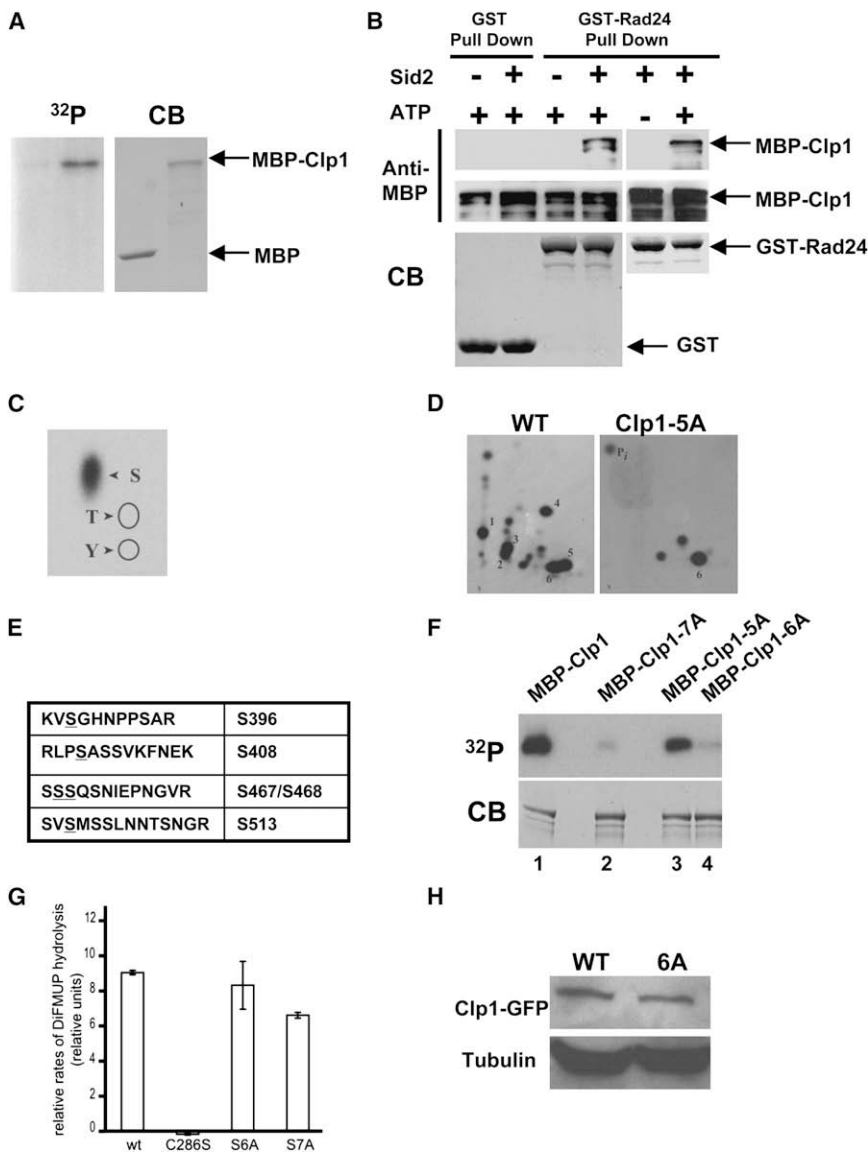 A
32P CB
MBP-Clp1
MBP
B
GST
Pull Down
GST-Rad24
Pull Down
Sid2 - + - + + +
ATP + + + + - +
Anti-
MBP
MBP-Clp1
MBP-Clp1
CB
GST-Rad24
GST
C
S
T
Y
D
WT Clp1-5A
Pi
1
2
3
4
5
6
6
E
KVSGHNPPSAR S396
RLPSASSVKFNEK S408
SSSQSNIEPNGVR S467/S468
SVSMSSLNNTSNGR S513
F
MBP-Clp1
MBP-Clp1-7A
MBP-Clp1-5A
MBP-Clp1-6A
32P
CB
1 2 3 4
G
relative rates of DiFMUP hydrolysis
(relative units)
12
10
8
6
4
2
0
wt C286S S6A S7A
H
WT 6A
Clp1-GFP
Tubulin